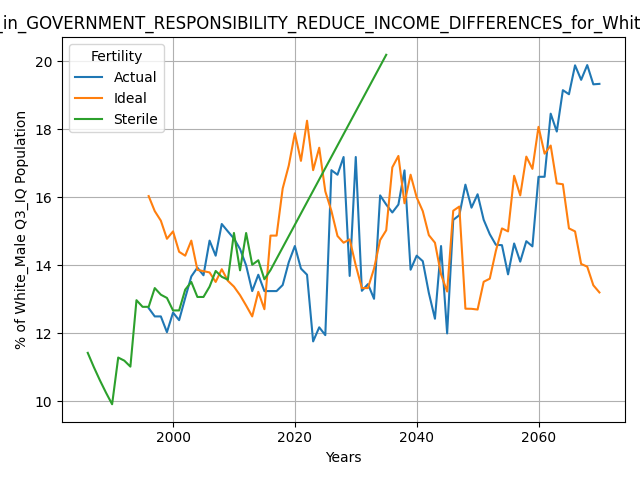 _in_GOVERNMENT_RESPONSIBILITY_REDUCE_INCOME_DIFFERENCES_for_Whit
Fertility
Actual
Ideal
Sterile
% of White_Male Q3_IQ Population
20
18
16
14
12
10
2000 2020 2040 2060
Years